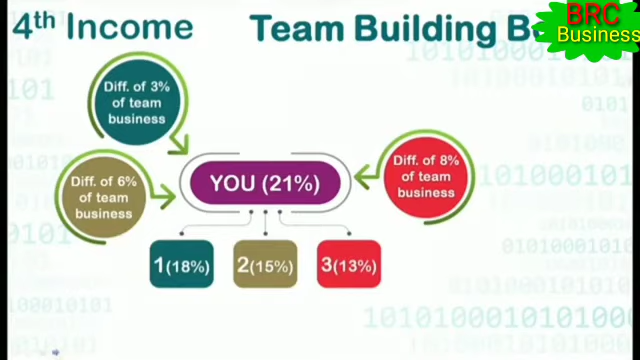 4th Income
Team Building B
BRC
Business
Diff. of 3%
of team
business
Diff. of 6%
of team
business
YOU (21%)
Diff. of 8%
of team
business
1(18%)
2(15%)
3(13%)